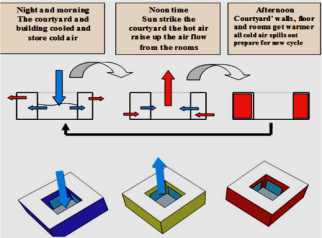 Night and morning
The courtyard and
building cooled and
store cold air
Noon time
Sun strike the
courtyard the hot air
raise up the air flow
from the rooms
Afternoon
Courtyard' walls, floor
and rooms get warmer
all cold air spills out
prepare for new cycle